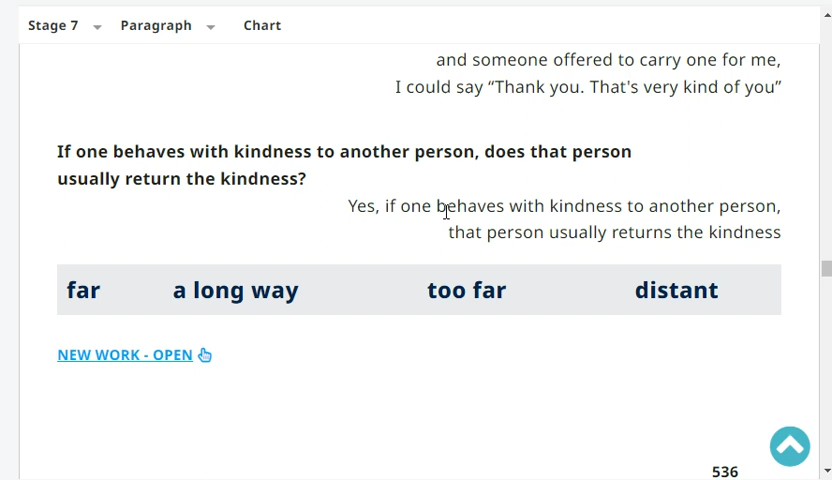 Stage 7 Paragraph Chart
and someone offered to carry one for me,
I could say “Thank you. That's very kind of you”
If one behaves with kindness to another person, does that person
usually return the kindness?
Yes, if one behaves with kindness to another person,
that person usually returns the kindness
far a long way too far distant
NEW WORK - OPEN
536